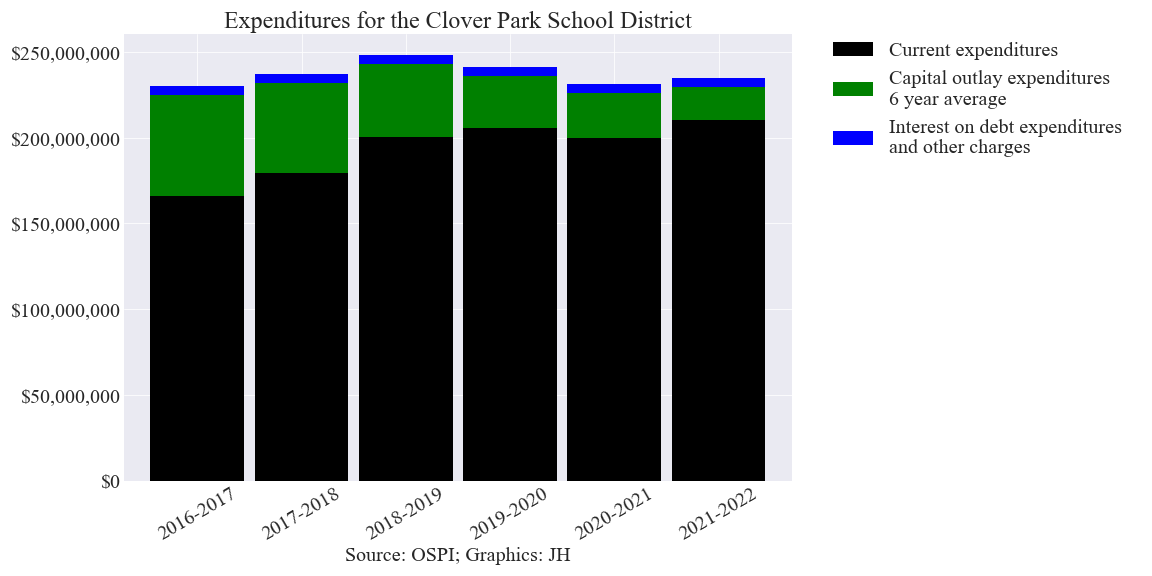 Expenditures for the Clover Park School District
$250,000,000
$200,000,000
$150,000,000
$100,000,000
$50,000,000
$0
2016-2017
2017-2018
2018-2019
2019-2020
2020-2021
2021-2022
Source: OSPI; Graphics: JH
Current expenditures
Capital outlay expenditures
6 year average
Interest on debt expenditures
and other charges